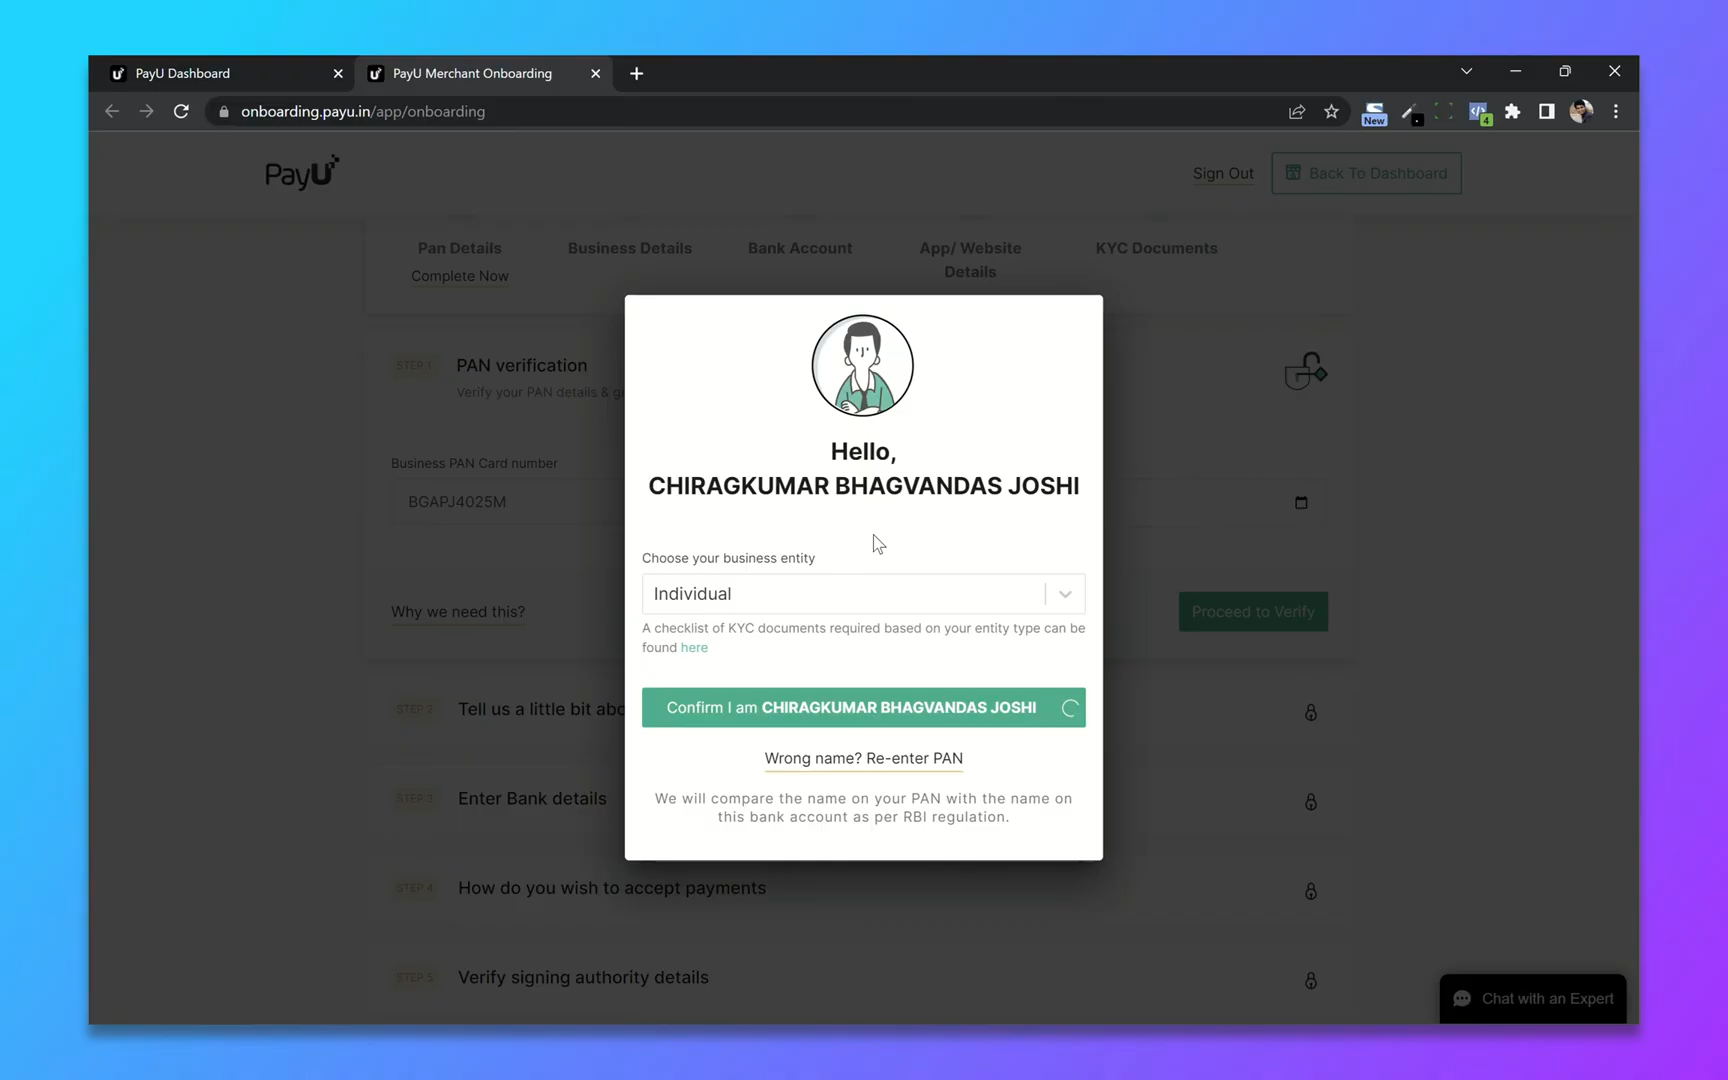 PayU Dashboard
PayU Merchant Onboarding
onboarding.payu.in/app/onboarding
New
4
PayU
Sign Out
Back To Dashboard
Pan Details
Complete Now
Business Details
Bank Account
App/ Website
Details
KYC Documents
STEP 1
PAN verification
Verify your PAN details &
Business PAN Card number
BGAPJ4025M
Why we need this?
Proceed to Verify
Hello,
CHIRAGKUMAR BHAGVANDAS JOSHI
Choose your business entity
Individual
A checklist of KYC documents required based on your entity type can be
found here
Confirm I am CHIRAGKUMAR BHAGVANDAS JOSHI
Wrong name? Re-enter PAN
We will compare the name on your PAN with the name on
this bank account as per RBI regulation.
STEP 2
Tell us a little bit
STEP 3
Enter Bank details
STEP 4
How do you wish to accept payments
STEP 5
Verify signing authority details
Chat with an Expert